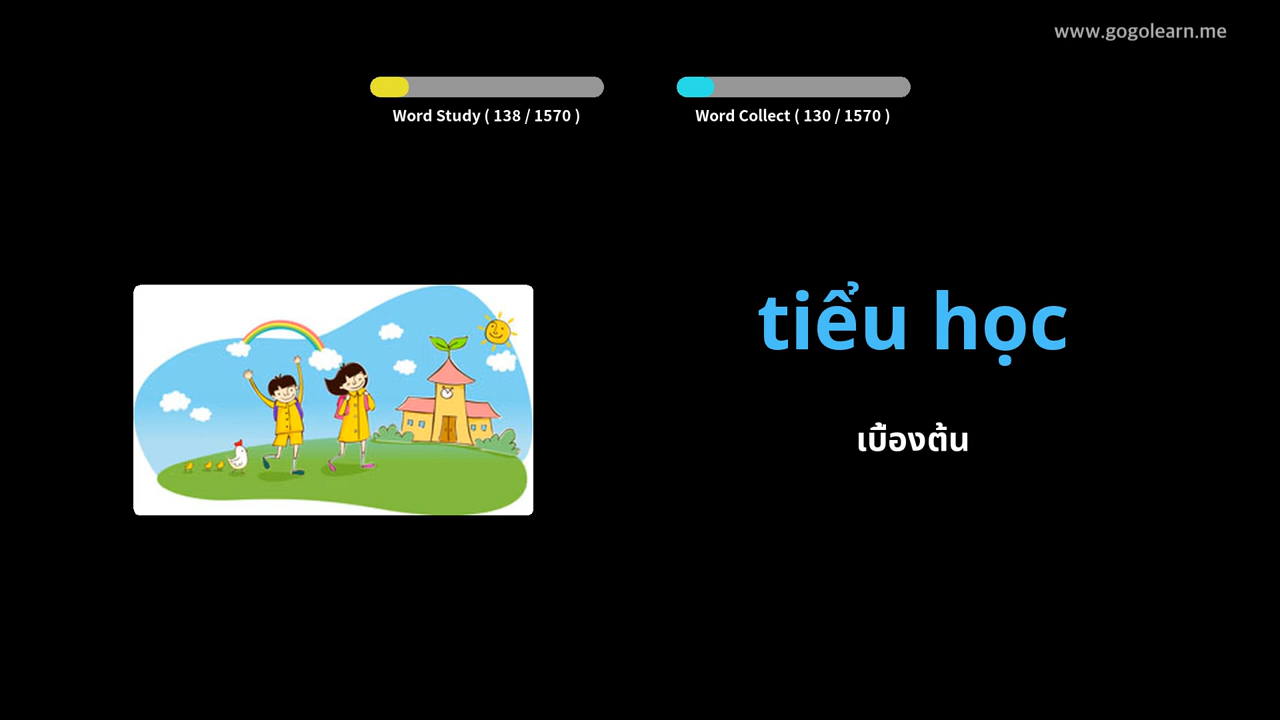 www.gogolearn.me
Word Study ( 138 / 1570 )
Word Collect ( 130 / 1570 )
tiểu học
เบื้องต้น